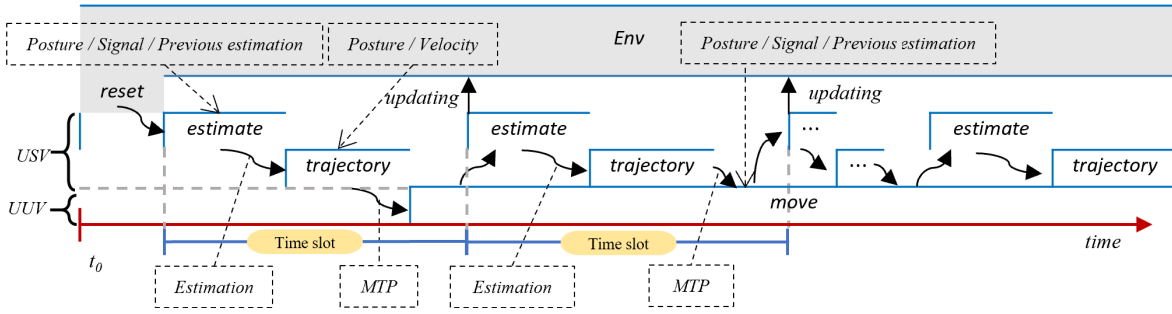 Env
Posture / Signal / Previous estimation
Posture / Velocity
Posture / Signal / Previous estimation
reset
updating
updating
estimate
estimate
...
estimate
USV
trajectory
trajectory
...
trajectory
UUV
move
Time slot
Time slot
time
t0
Estimation
MTP
Estimation
MTP